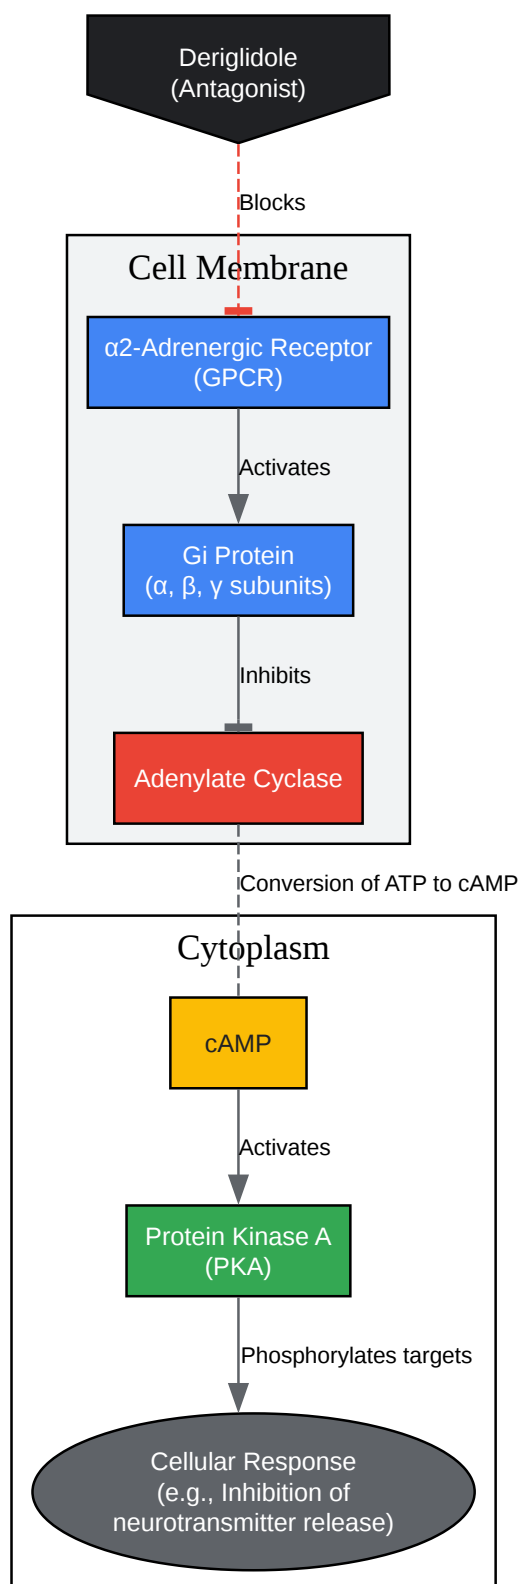 Deriglidole
(Antagonist)
Blocks
Cell Membrane
α2-Adrenergic Receptor
(GPCR)
Activates
Gi Protein
(α, β, γ subunits)
Inhibits
Adenylate Cyclase
Conversion of ATP to cAMP
Cytoplasm
cAMP
Activates
Protein Kinase A
(PKA)
Phosphorylates targets
Cellular Response
(e.g., Inhibition of
neurotransmitter release)